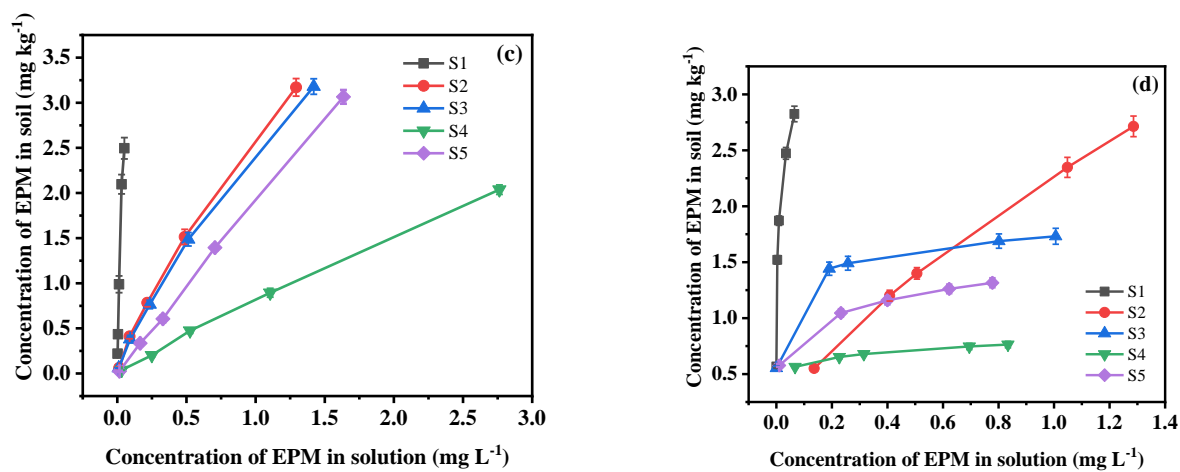 (c)
Concentration of EPM in soil (mg kg⁻¹)
3.5
3.0
2.5
2.0
1.5
1.0
0.5
0.0
S1
S2
S3
S4
S5
0.0 0.5 1.0 1.5 2.0 2.5 3.0
Concentration of EPM in solution (mg L⁻¹)
(d)
Concentration of EPM in soil (mg kg⁻¹)
3.0
2.5
2.0
1.5
1.0
0.5
S1
S2
S3
S4
S5
0.0 0.2 0.4 0.6 0.8 1.0 1.2 1.4
Concentration of EPM in solution (mg L⁻¹)